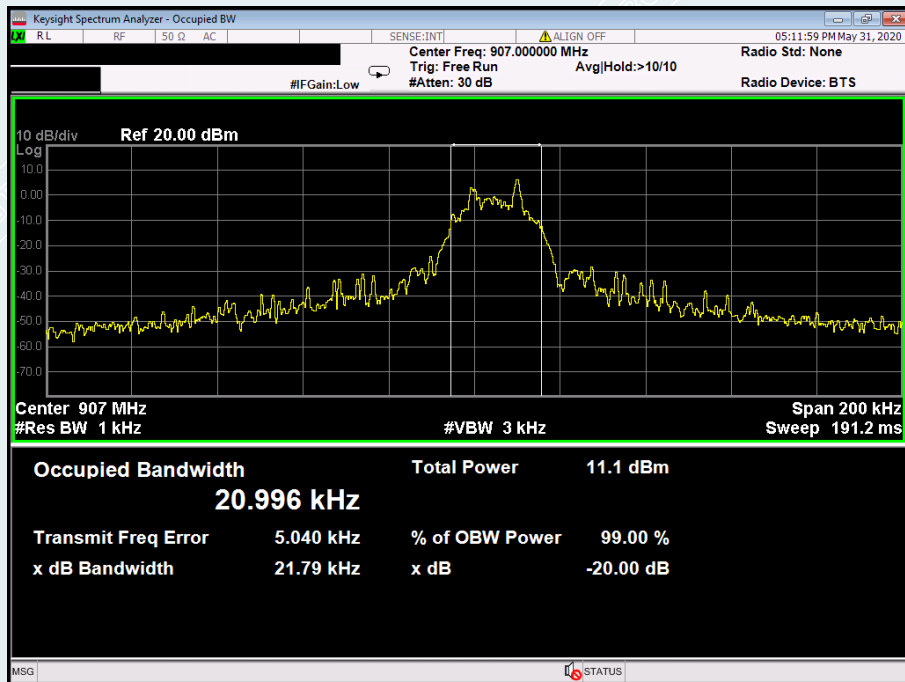 Keysight Spectrum Analyzer - Occupied BW
LXI RL RF 50 Ω AC SENSE:INT ALIGN OFF 05:11:59 PM May 31, 2020
Center Freq: 907.000000 MHz Radio Std: None
Trig: Free Run Avg|Hold:>10/10
#IFGain:Low #Atten: 30 dB Radio Device: BTS
10 dB/div Ref 20.00 dBm
Log
10.0
0.00
-10.0
-20.0
-30.0
-40.0
-50.0
-60.0
-70.0
Center 907 MHz Span 200 kHz
#Res BW 1 kHz #VBW 3 kHz Sweep 191.2 ms
Occupied Bandwidth Total Power 11.1 dBm
20.996 kHz
Transmit Freq Error 5.040 kHz % of OBW Power 99.00 %
x dB Bandwidth 21.79 kHz x dB -20.00 dB
MSG STATUS